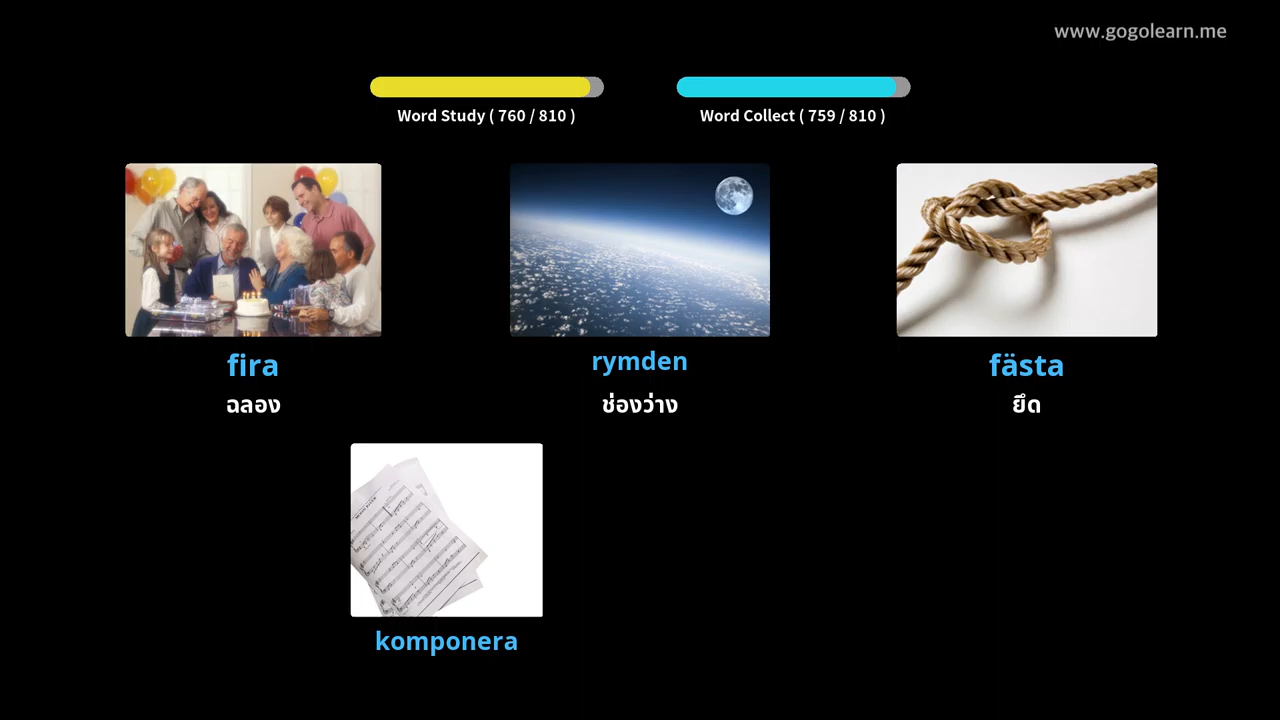 www.gogolearn.me
Word Study ( 760 / 810 )
Word Collect ( 759 / 810 )
fira
rymden
fästa
ฉลอง
ช่องว่าง
ยึด
komponera